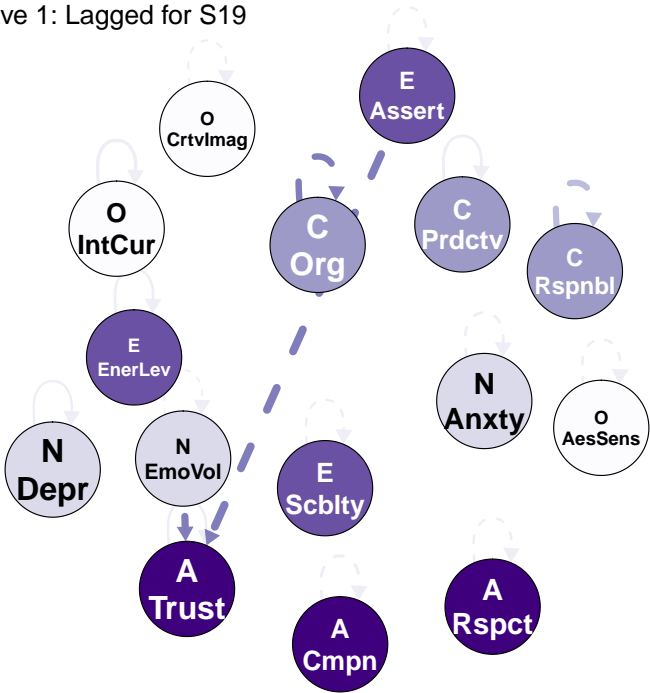 ve 1: Lagged for S19
E
Assert
O
CrtvImag
O
IntCur
C
Org
C
Prdctv
C
Rspnbl
E
EnerLev
N
Anxty
O
AesSens
N
Depr
N
EmoVol
E
Scblty
A
Trust
A
Cmpn
A
Rspct